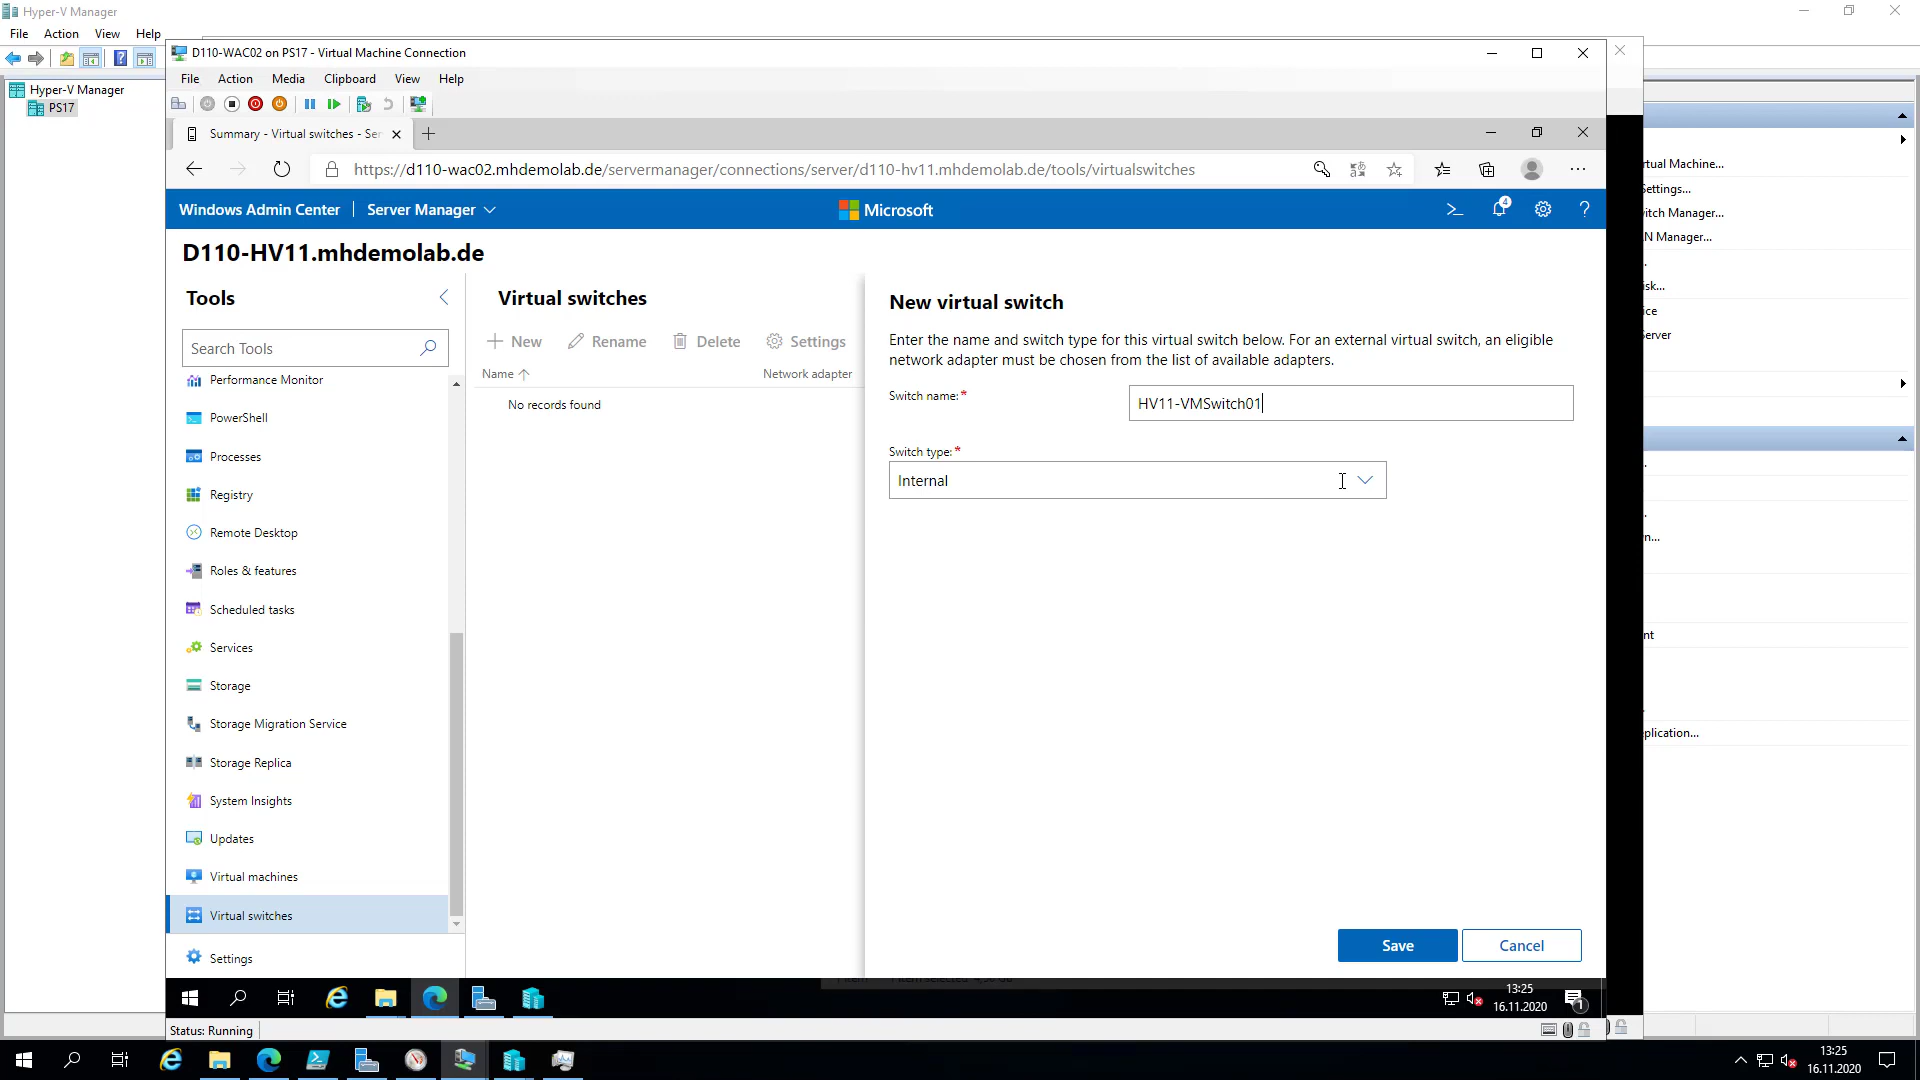 Hyper-V Manager
File Action View Help
Hyper-V Manager
PS17
D110-WAC02 on PS17 - Virtual Machine Connection
File Action Media Clipboard View Help
Summary - Virtual switches - Ser
https://d110-wac02.mhdemolab.de/servermanager/connections/server/d110-hv11.mhdemolab.de/tools/virtualswitches
Windows Admin Center | Server Manager
Microsoft
4
D110-HV11.mhdemolab.de
Tools
Search Tools
Performance Monitor
PowerShell
Processes
Registry
Remote Desktop
Roles & features
Scheduled tasks
Services
Storage
Storage Migration Service
Storage Replica
System Insights
Updates
Virtual machines
Virtual switches
Settings
Virtual switches
New Rename Delete Settings
Name Network adapter
No records found
New virtual switch
Enter the name and switch type for this virtual switch below. For an external virtual switch, an eligible
network adapter must be chosen from the list of available adapters.
Switch name:*
HV11-VMSwitch01
Switch type:*
Internal
Save Cancel
13:25
16.11.2020
1
Status: Running
rtual Machine...
Settings...
itch Manager...
N Manager...
isk...
ice
Server
n...
nt
eplication...
13:25
16.11.2020